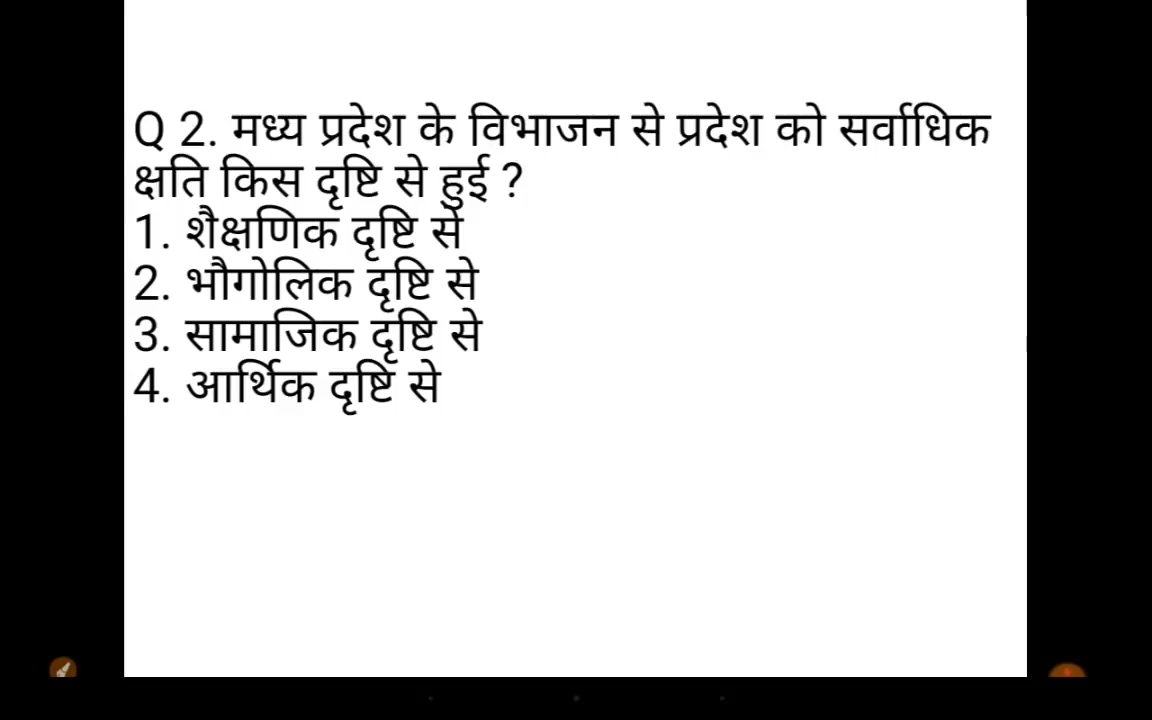 Q 2. मध्य प्रदेश के विभाजन से प्रदेश को सर्वाधिक
क्षति किस दृष्टि से हुई ?
1. शैक्षणिक दृष्टि से
2. भौगोलिक दृष्टि से
3. सामाजिक दृष्टि से
4. आर्थिक दृष्टि से